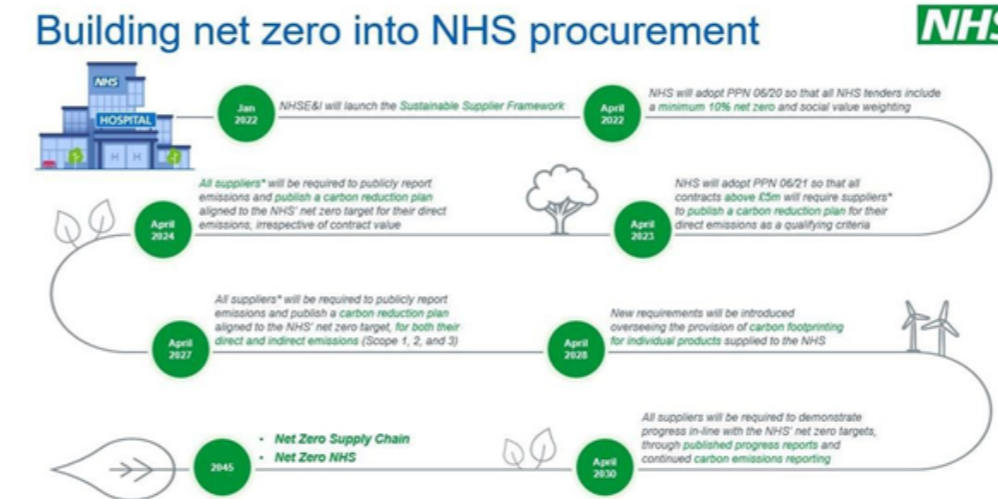 Building net zero into NHS procurement
NHS
NHS
HOSPITAL
H H
Jan
2022
NHSE&I will launch the Sustainable Supplier Framework
April
2022
NHS will adopt PPN 06/20 so that all NHS tenders include
a minimum 10% net zero and social value weighting
April
2024
All suppliers* will be required to publicly report
emissions and publish a carbon reduction plan
aligned to the NHS' net zero target for their direct
emissions, irrespective of contract value
April
2023
NHS will adopt PPN 06/21 so that all
contracts above £5m will require suppliers*
to publish a carbon reduction plan for their
direct emissions as a qualifying criteria
April
2027
All suppliers* will be required to publicly report
emissions and publish a carbon reduction plan
aligned to the NHS' net zero target, for both their
direct and indirect emissions (Scope 1, 2, and 3)
April
2028
New requirements will be introduced
overseeing the provision of carbon footprinting
for individual products supplied to the NHS
2045
• Net Zero Supply Chain
• Net Zero NHS
April
2030
All suppliers will be required to demonstrate
progress in-line with the NHS' net zero targets,
through published progress reports and
continued carbon emissions reporting